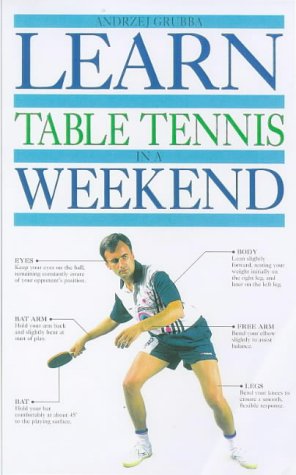 ANDRZEJ GRUBBA
LEARN
TABLE TENNIS
IN A
WEEKEND
EYES
Keep your eyes on the ball,
remaining constantly aware
of your opponent's position.
BODY
Lean slightly
forward, resting your
weight initially on
the right leg, and
later on the left leg.
BAT ARM
Hold your arm back
and slightly bent at
start of play.
FREE ARM
Bend your elbow
slightly to assist
balance.
BAT
Hold your bat
comfortably at about 45°
to the playing surface.
LEGS
Bend your knees to
ensure a smooth,
flexible response.